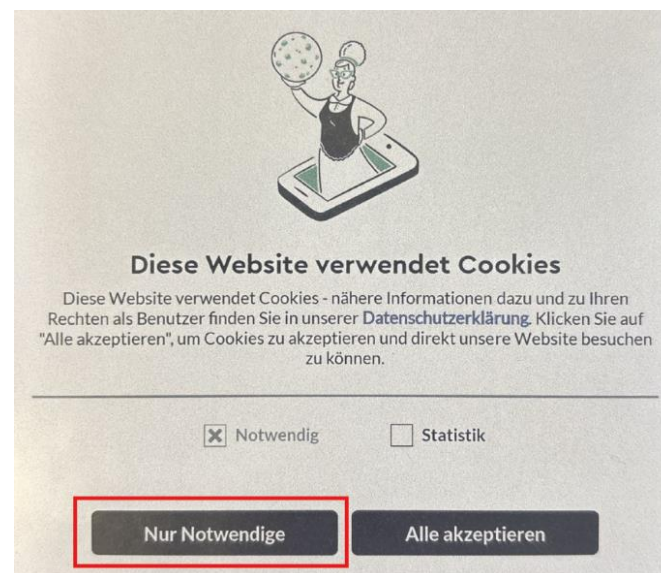 Diese Website verwendet Cookies
Diese Website verwendet Cookies - nähere Informationen dazu und zu Ihren
Rechten als Benutzer finden Sie in unserer Datenschutzerklärung. Klicken Sie auf
"Alle akzeptieren", um Cookies zu akzeptieren und direkt unsere Website besuchen
zu können.
Notwendig Statistik
Nur Notwendige Alle akzeptieren